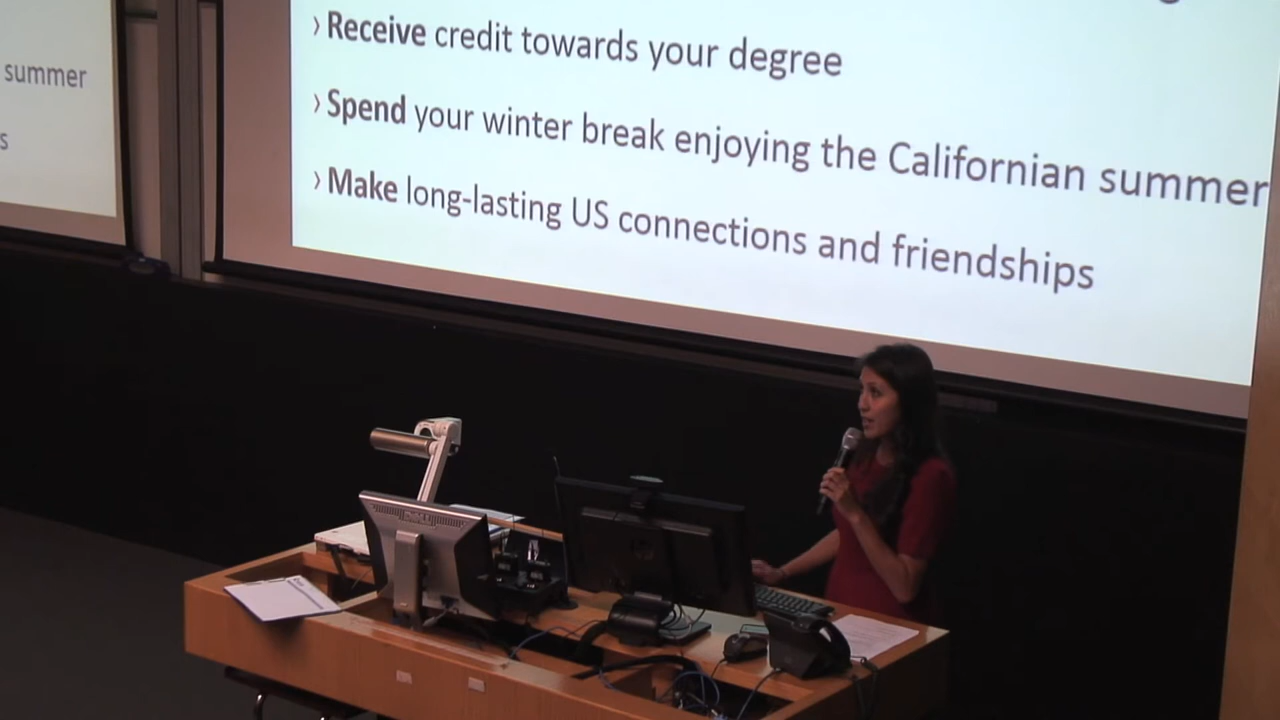 summer
s
› Receive credit towards your degree
› Spend your winter break enjoying the Californian summer
› Make long-lasting US connections and friendships